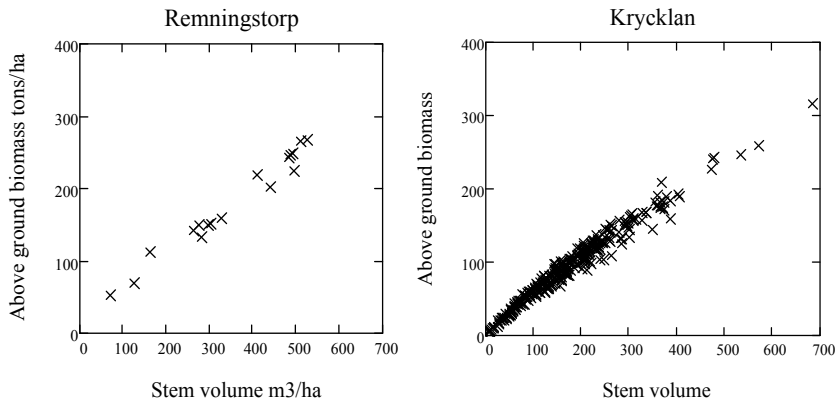 Remningstorp
Above ground biomass tons/ha
400
300
200
100
0
0 100 200 300 400 500 600 700
Stem volume m3/ha
Krycklan
Above ground biomass
400
300
200
100
0
0 100 200 300 400 500 600 700
Stem volume